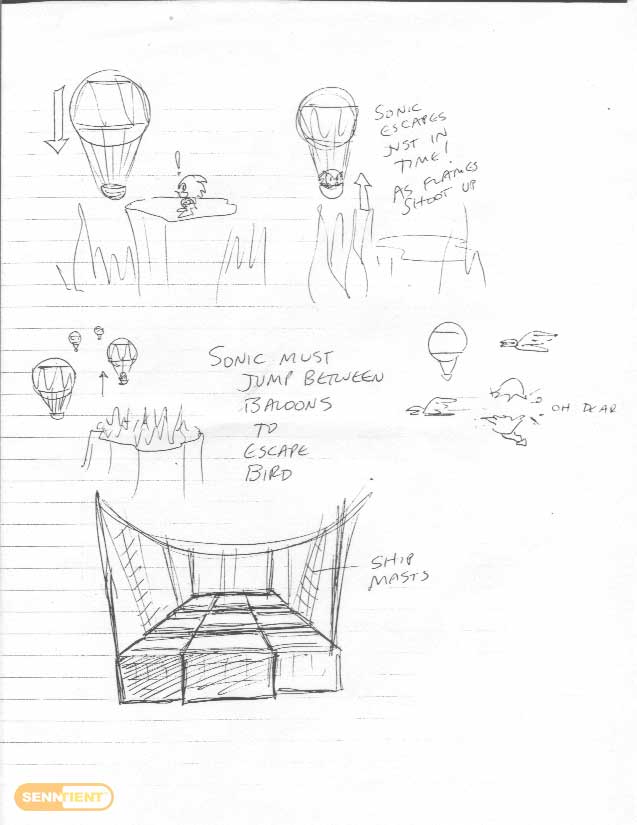 !
SONIC
ESCAPES
JUST IN
TIME!
AS FLAMES
SHOOT UP
SONIC MUST
JUMP BETWEEN
BALOONS
TO
ESCAPE
BIRD
OH DEAR
SHIP
MASTS
SENNTIENT